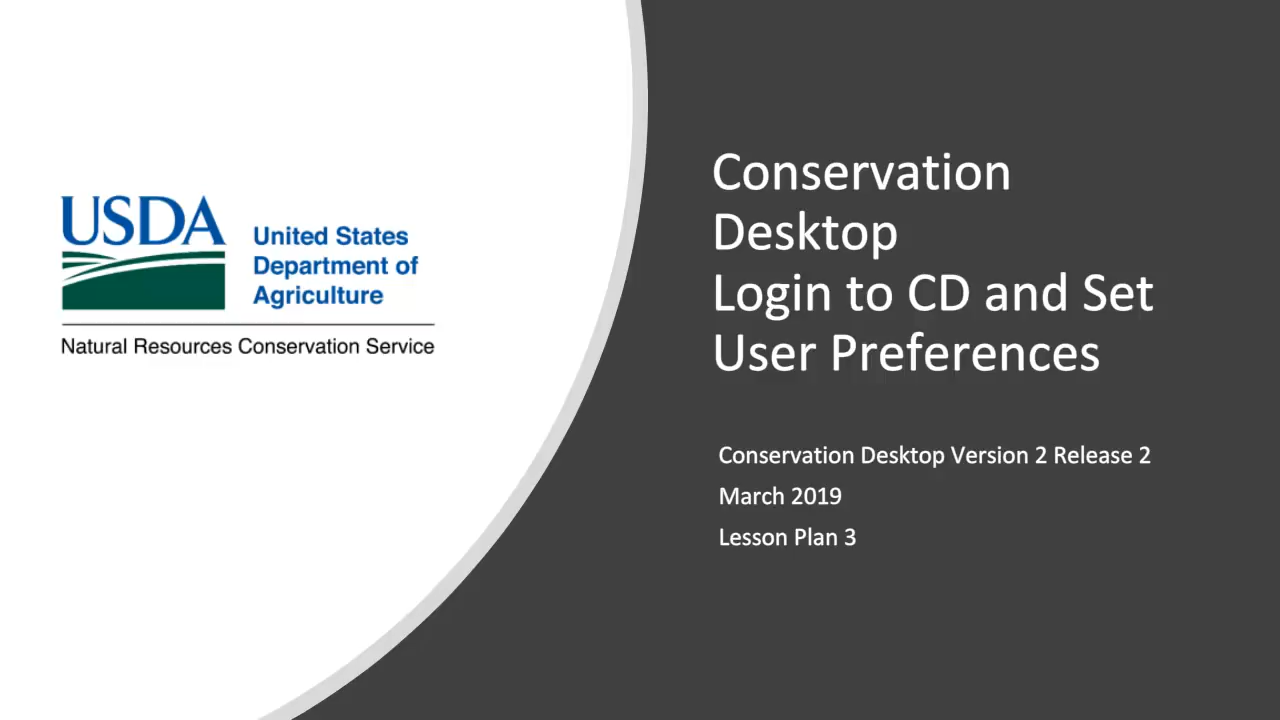 USDA
United States
Department of
Agriculture
Natural Resources Conservation Service
Conservation
Desktop
Login to CD and Set
User Preferences
Conservation Desktop Version 2 Release 2
March 2019
Lesson Plan 3